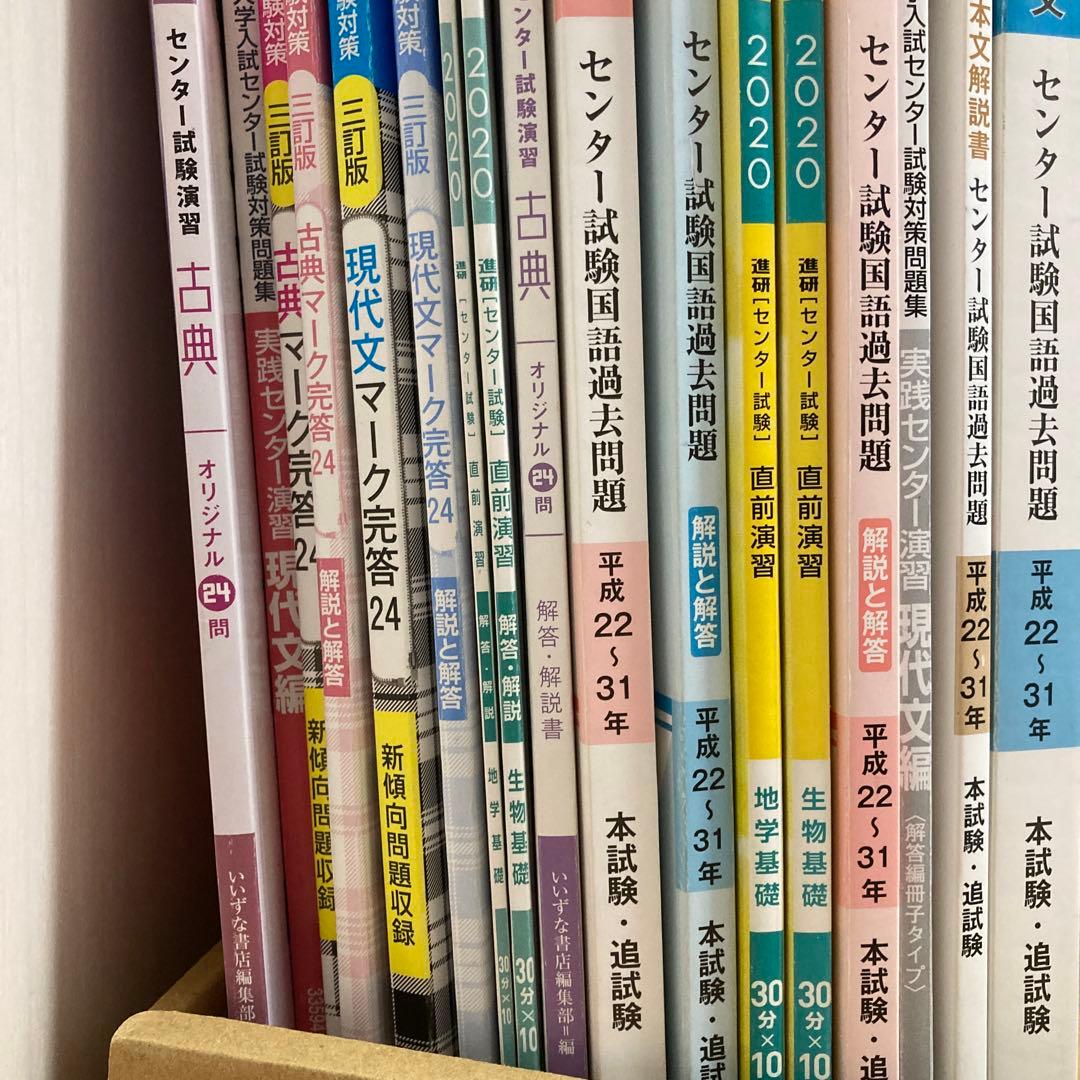 センター試験演習 古典 オリジナル24問 いいずな書店編集部
大学入試センター試験対策問題集 実践センター演習 現代文編 33594
験対策 三訂版 古典マーク完答24 新傾向問題収録
験対策 三訂版 古典マーク完答24 解説と解答
験対策 三訂版 現代文マーク完答24 新傾向問題収録
験対策 三訂版 現代文マーク完答24 解説と解答
2020 進研[センター試験] 直前演習 解答・解説 地学基礎 30分×10
2020 進研[センター試験] 直前演習 解答・解説 生物基礎 30分×10
センター試験演習 古典 オリジナル24問 解答・解説書 いいずな書店編集部=編
センター試験国語過去問題 平成22〜31年 本試験・追試験
センター試験国語過去問題 解説と解答 平成22〜31年 本試験・追試
2020 進研[センター試験] 直前演習 地学基礎 30分×10
2020 進研[センター試験] 直前演習 生物基礎 30分×10
センター試験国語過去問題 解説と解答 平成22〜31年 本試験・追
学入試センター試験対策問題集 実践センター演習 現代文編 〈解答編冊子タイプ〉
本文解説書 センター試験国語過去問題 平成22〜31年 本試験・追試験
文 センター試験国語過去問題 平成22〜31年 本試験・追試験